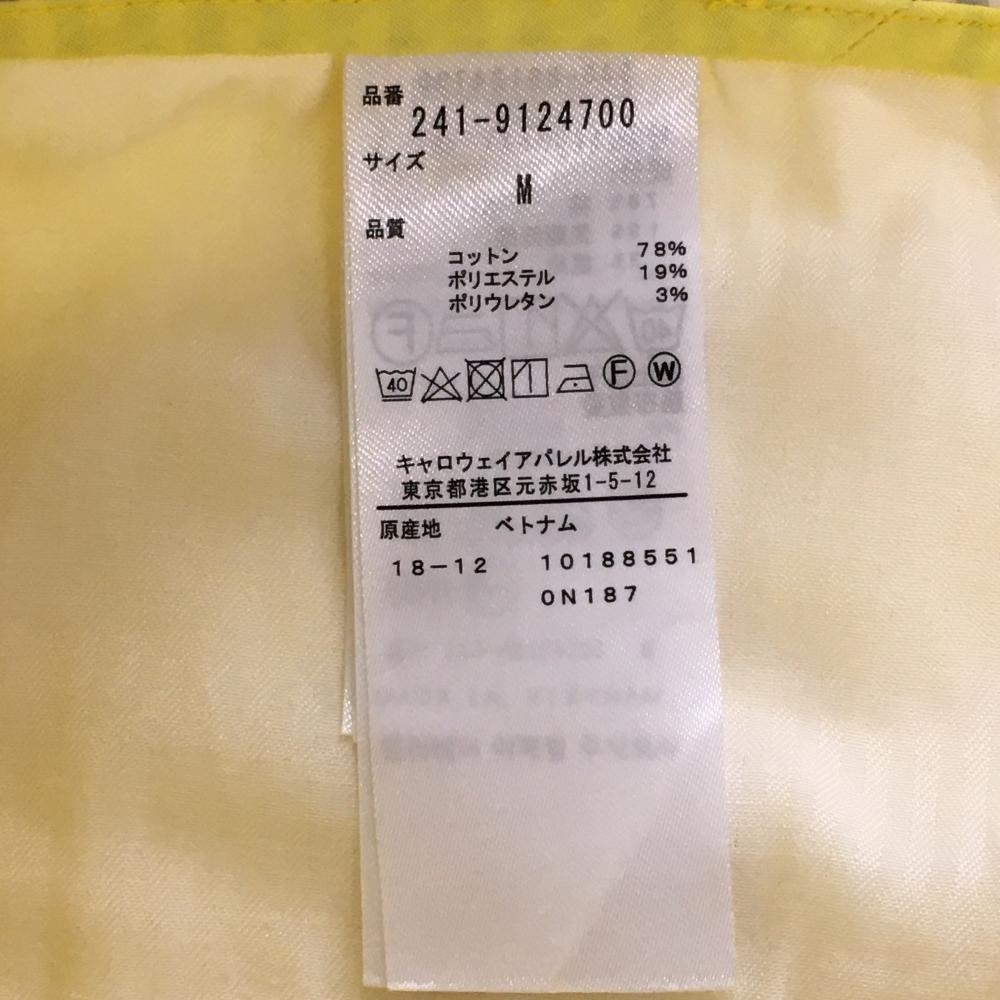 品番
241-9124700
サイズ
M
品質
コットン 78%
ポリエステル 19%
ポリウレタン 3%
40 F W
キャロウェイアパレル株式会社
東京都港区元赤坂1-5-12
原産地 ベトナム
18-12 10188551
0N187